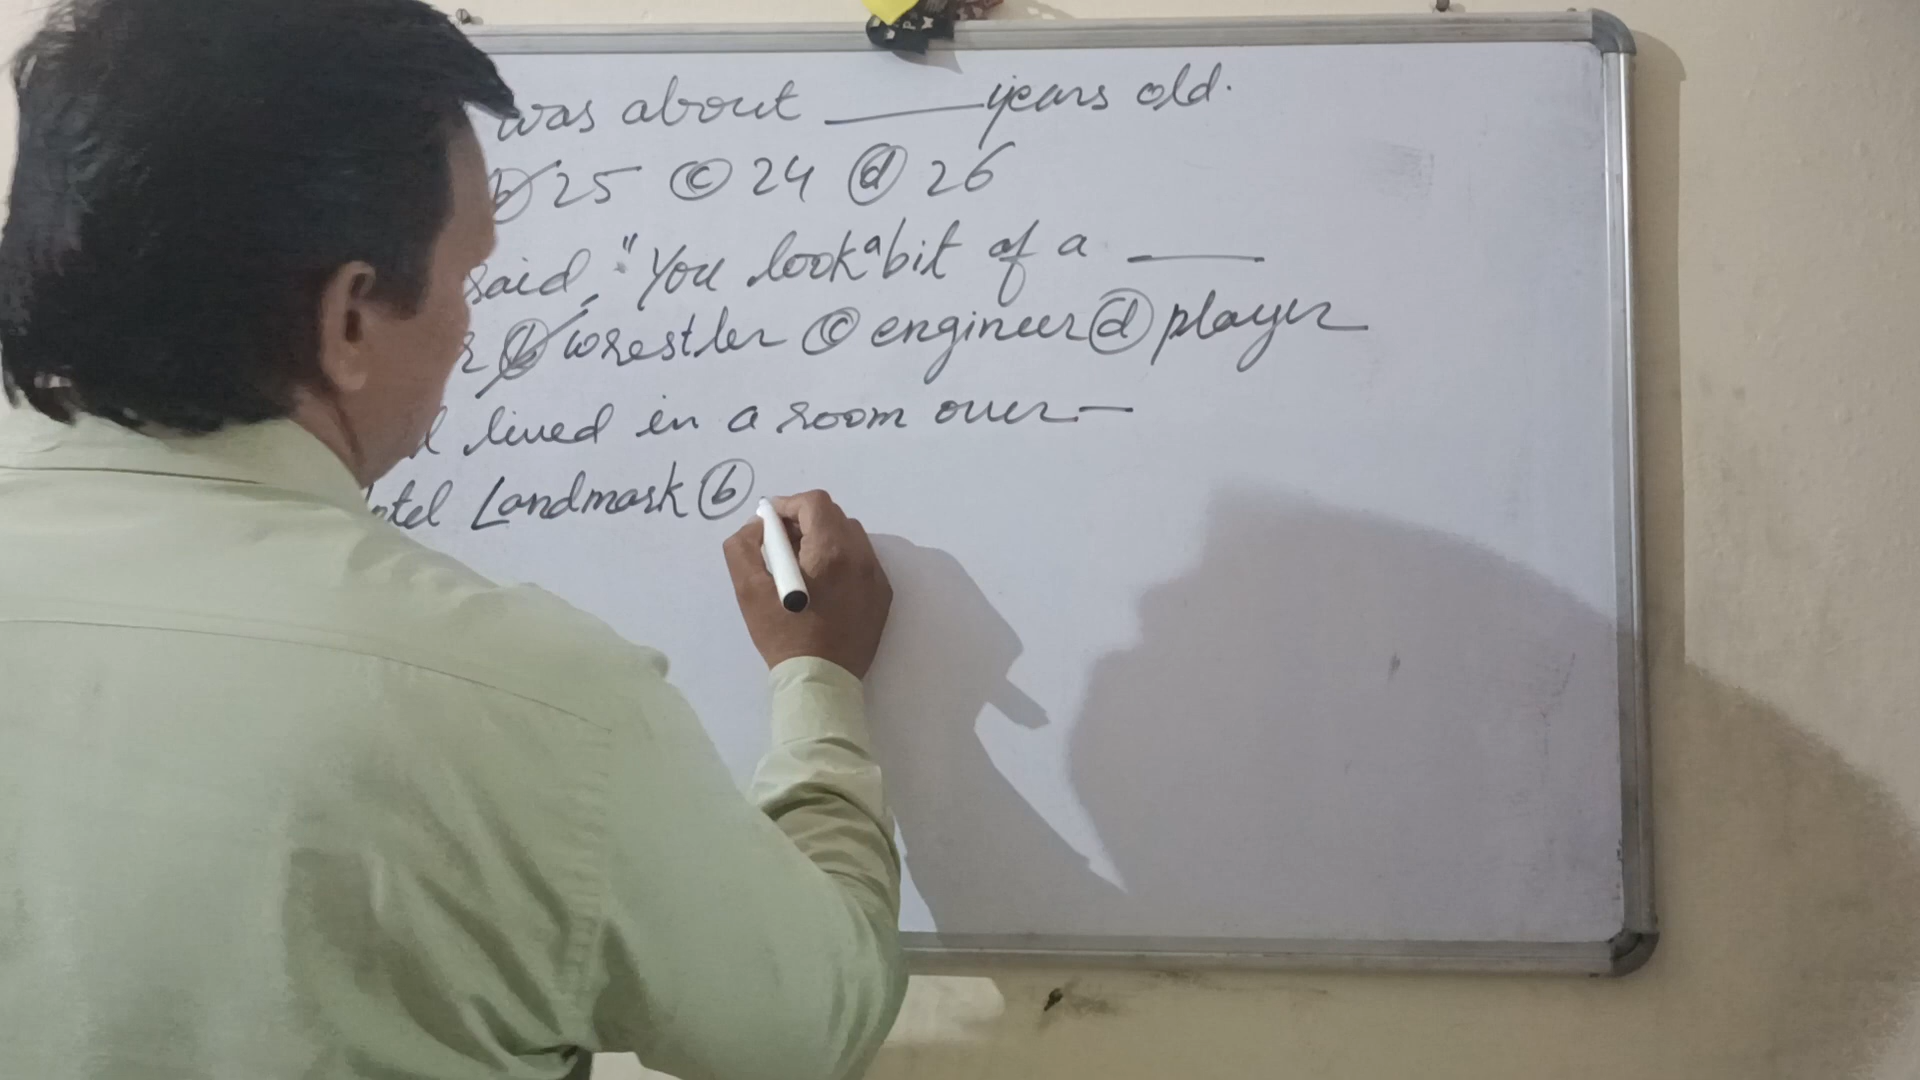 was about ____ years old.
b 25 c 24 d 26
said, "You look a bit of a ____
b wrestler c engineer d player
lived in a room over —
Landmark b